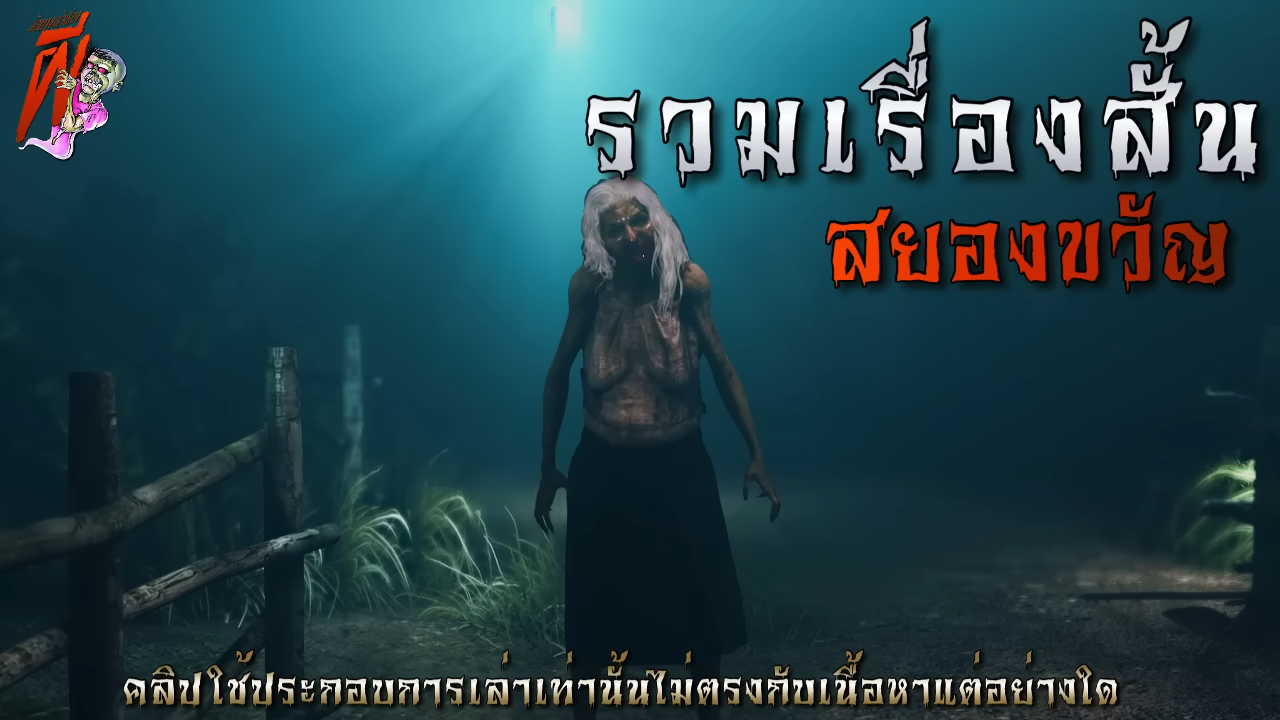 ผี
รวมเรื่องสั้น
สยองขวัญ
คลิปใช้ประกอบการเล่าเท่านั้นไม่ตรงกับเนื้อหาแต่อย่างใด